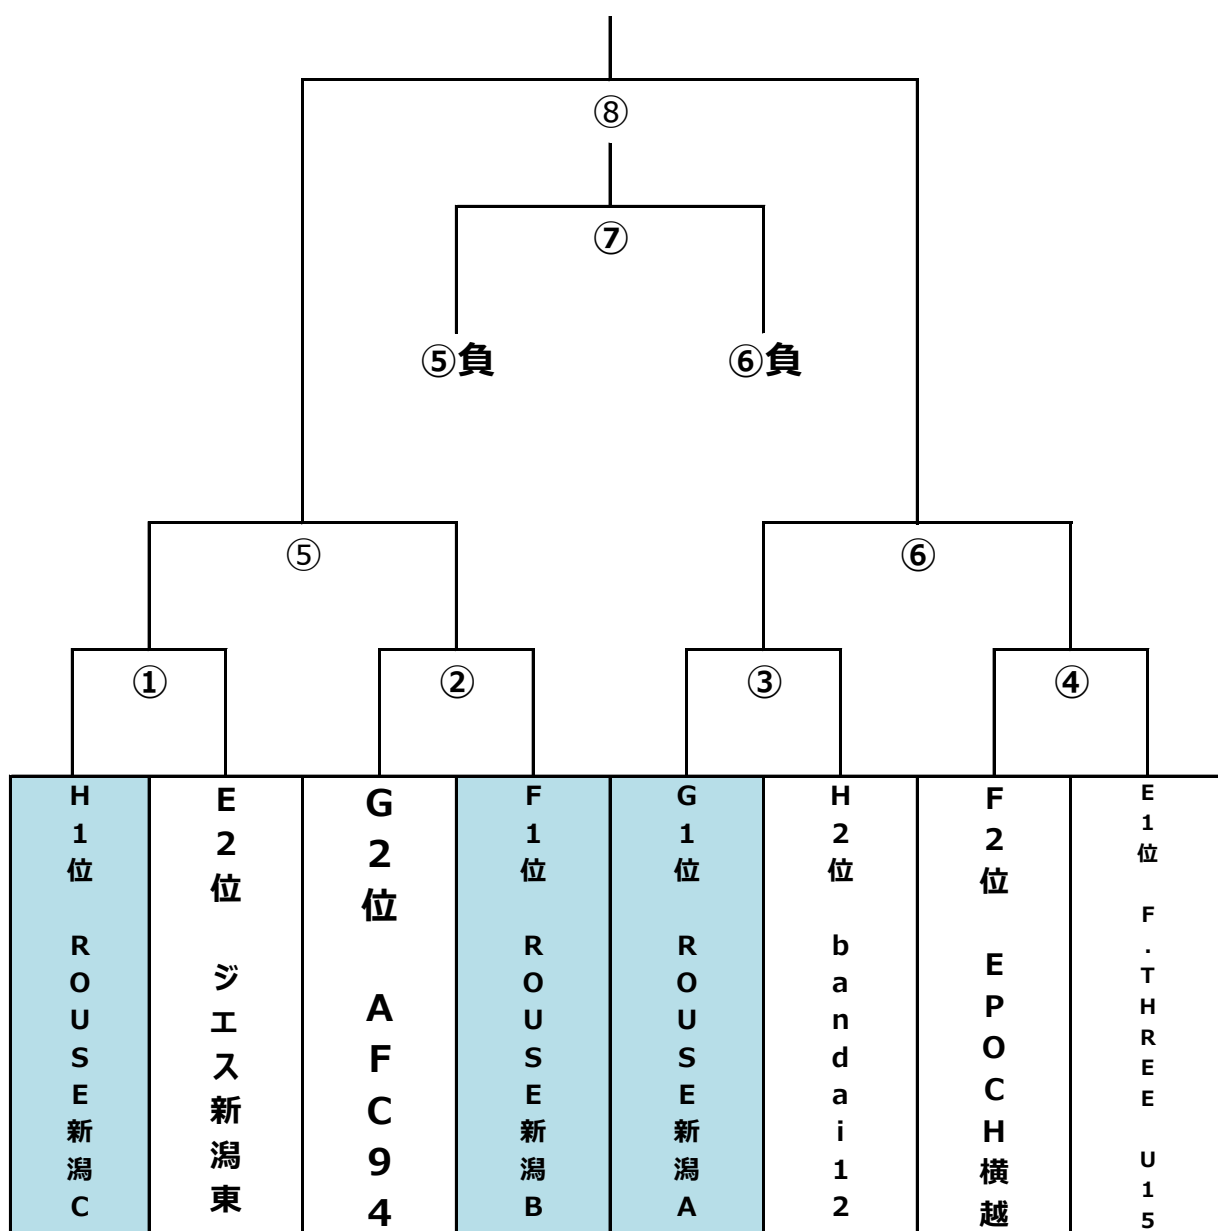 ⑧
⑦
⑤負
⑥負
⑤
⑥
①
②
③
④
H1位 ROUSE新潟C
E2位 ジエス新潟東
G2位 AFC94
F1位 ROUSE新潟B
G1位 ROUSE新潟A
H2位 bandai12
F2位 EPOCH横越
E1位 F.THREE U15